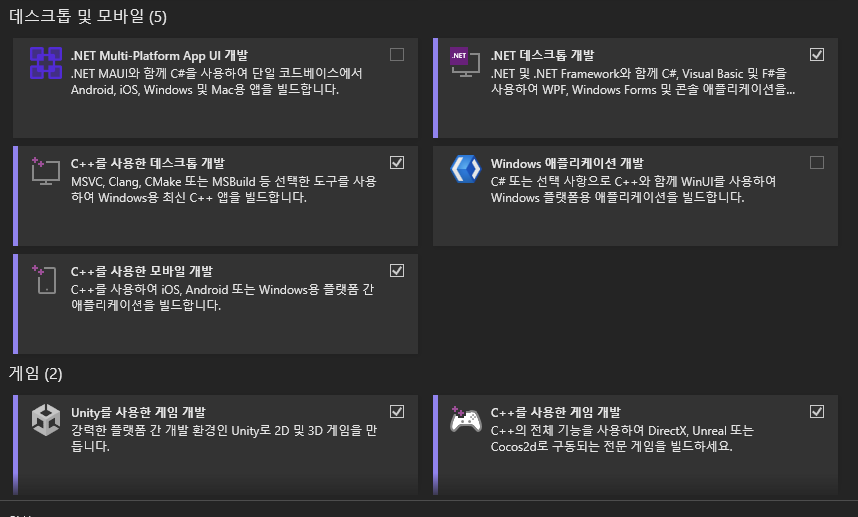 데스크톱 및 모바일 (5)
.NET Multi-Platform App UI 개발
.NET MAUI와 함께 C#을 사용하여 단일 코드베이스에서
Android, iOS, Windows 및 Mac용 앱을 빌드합니다.
.NET
.NET 데스크톱 개발
.NET 및 .NET Framework와 함께 C#, Visual Basic 및 F#을
사용하여 WPF, Windows Forms 및 콘솔 애플리케이션을...
C++를 사용한 데스크톱 개발
MSVC, Clang, CMake 또는 MSBuild 등 선택한 도구를 사용
하여 Windows용 최신 C++ 앱을 빌드합니다.
Windows 애플리케이션 개발
C# 또는 선택 사항으로 C++와 함께 WinUI를 사용하여
Windows 플랫폼용 애플리케이션을 빌드합니다.
C++를 사용한 모바일 개발
C++를 사용하여 iOS, Android 또는 Windows용 플랫폼 간
애플리케이션을 빌드합니다.
게임 (2)
Unity를 사용한 게임 개발
강력한 플랫폼 간 개발 환경인 Unity로 2D 및 3D 게임을 만
듭니다.
C++를 사용한 게임 개발
C++의 전체 기능을 사용하여 DirectX, Unreal 또는
Cocos2d로 구동되는 전문 게임을 빌드하세요.